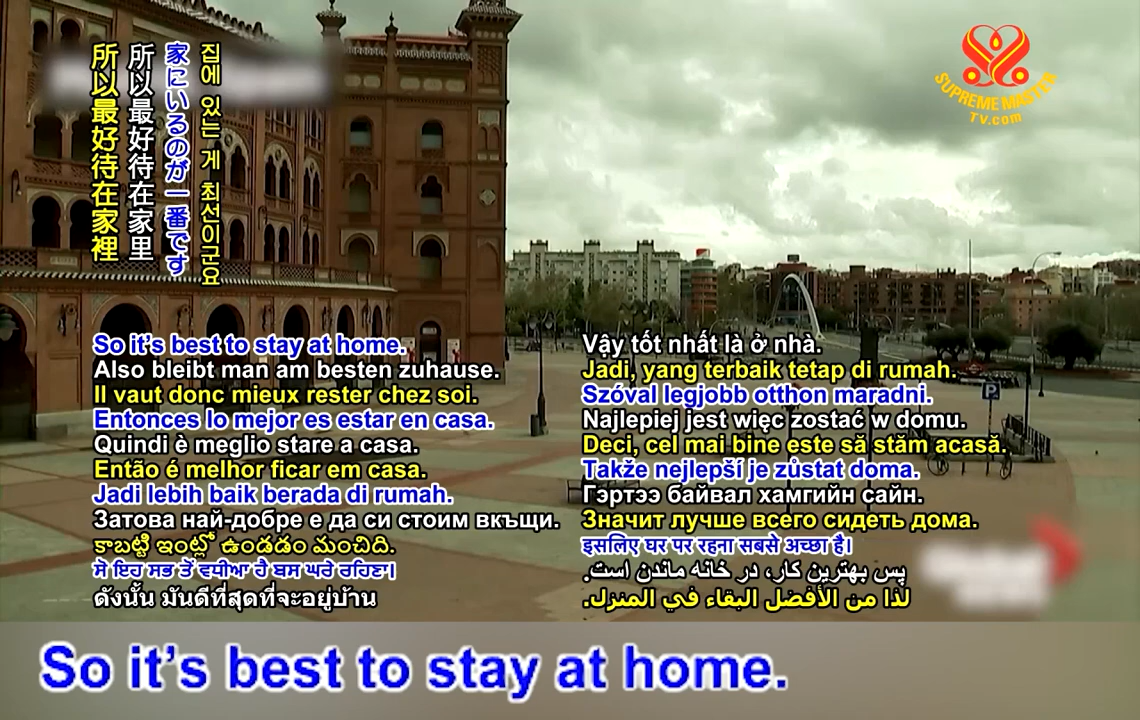 所以最好待在家裡
所以最好待在家里
家にいるのが一番です
집에 있는 게 최선이군요
SUPREME MASTER
TV.com
So it's best to stay at home.
Also bleibt man am besten zuhause.
Il vaut donc mieux rester chez soi.
Entonces lo mejor es estar en casa.
Quindi è meglio stare a casa.
Então é melhor ficar em casa.
Jadi lebih baik berada di rumah.
Затова най-добре е да си стоим вкъщи.
కాబట్టి ఇంట్లో ఉండడం మంచిది.
ਸੋ ਇਹ ਸਭ ਤੋਂ ਵਧੀਆ ਹੈ ਬਸ ਘਰੇ ਰਹਿਣਾ।
ดังนั้น มันดีที่สุดที่จะอยู่บ้าน
Vậy tốt nhất là ở nhà.
Jadi, yang terbaik tetap di rumah.
Szóval legjobb otthon maradni.
Najlepiej jest więc zostać w domu.
Deci, cel mai bine este să stăm acasă.
Takže nejlepší je zůstat doma.
Гэртээ байвал хамгийн сайн.
Значит лучше всего сидеть дома.
इसलिए घर पर रहना सबसे अच्छा है।
پس بهترین کار، در خانه ماندن است.
لذا من الأفضل البقاء في المنزل.
P
So it's best to stay at home.